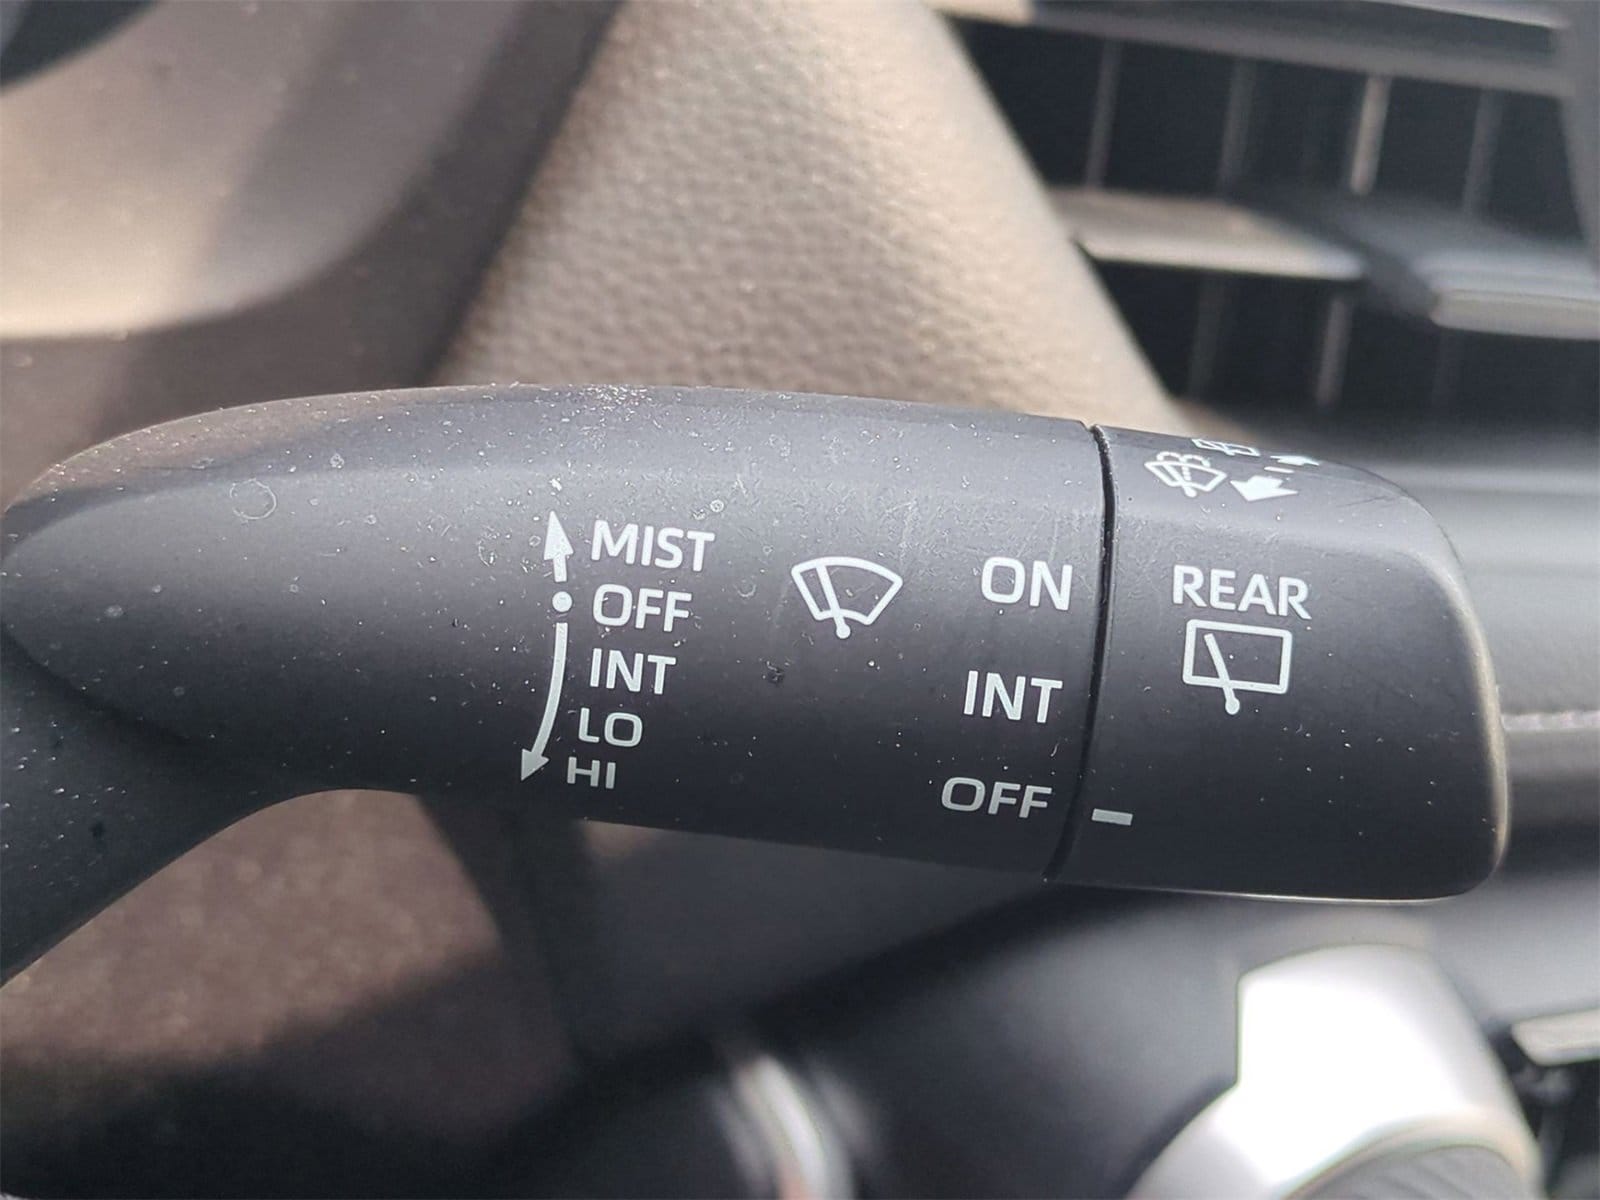 MIST
OFF
INT
LO
HI
ON
INT
OFF
REAR